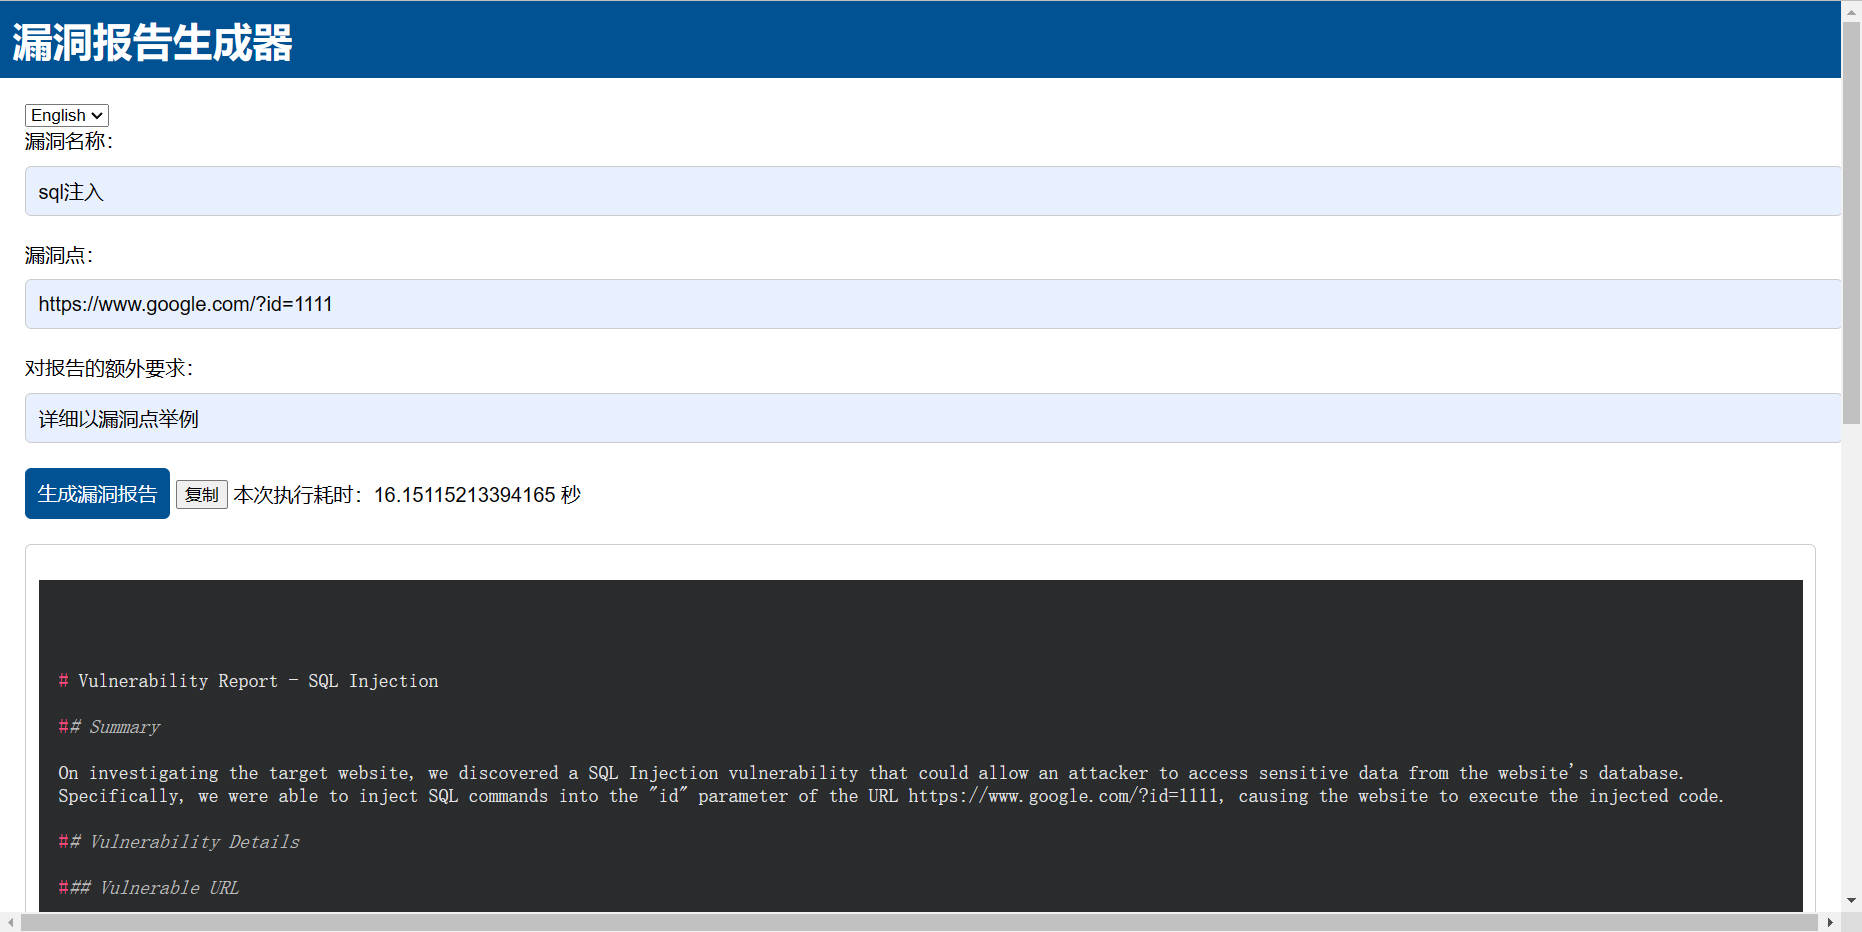 漏洞报告生成器
English
漏洞名称：
sql注入
漏洞点：
https://www.google.com/?id=1111
对报告的额外要求：
详细以漏洞点举例
生成漏洞报告 复制 本次执行耗时：16.15115213394165 秒
# Vulnerability Report - SQL Injection
## Summary
On investigating the target website, we discovered a SQL Injection vulnerability that could allow an attacker to access sensitive data from the website's database.
Specifically, we were able to inject SQL commands into the "id" parameter of the URL https://www.google.com/?id=1111, causing the website to execute the injected code.
## Vulnerability Details
### Vulnerable URL